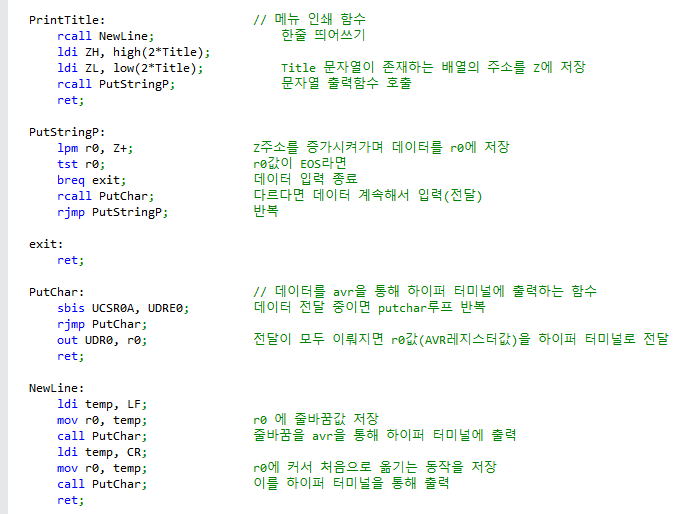 PrintTitle: // 메뉴 인쇄 함수
rcall NewLine; 한줄 띄어쓰기
ldi ZH, high(2*Title);
ldi ZL, low(2*Title); Title 문자열이 존재하는 배열의 주소를 Z에 저장
rcall PutStringP; 문자열 출력함수 호출
ret;
PutStringP:
lpm r0, Z+; Z주소를 증가시켜가며 데이터를 r0에 저장
tst r0; r0값이 EOS라면
breq exit; 데이터 입력 종료
rcall PutChar; 다르다면 데이터 계속해서 입력(전달)
rjmp PutStringP; 반복
exit:
ret;
PutChar: // 데이터를 avr을 통해 하이퍼 터미널에 출력하는 함수
sbis UCSR0A, UDRE0; 데이터 전달 중이면 putchar루프 반복
rjmp PutChar;
out UDR0, r0; 전달이 모두 이뤄지면 r0값(AVR레지스터값)을 하이퍼 터미널로 전달
ret;
NewLine:
ldi temp, LF;
mov r0, temp; r0 에 줄바꿈값 저장
call PutChar; 줄바꿈을 avr을 통해 하이퍼 터미널에 출력
ldi temp, CR;
mov r0, temp; r0에 커서 처음으로 옮기는 동작을 저장
call PutChar; 이를 하이퍼 터미널을 통해 출력
ret;